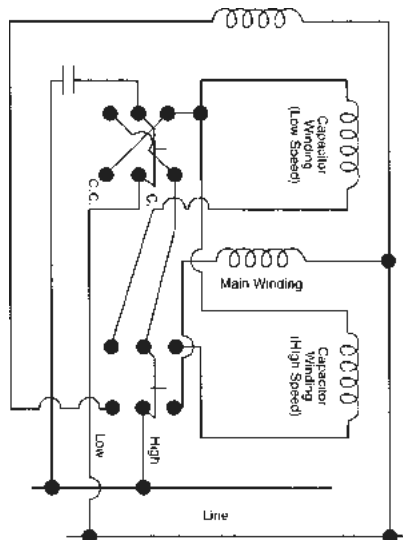 Capacitor
Winding
(Low Speed)
C.C.
C.
Main Winding
Capacitor
Winding
(High Speed)
Low
High
Line